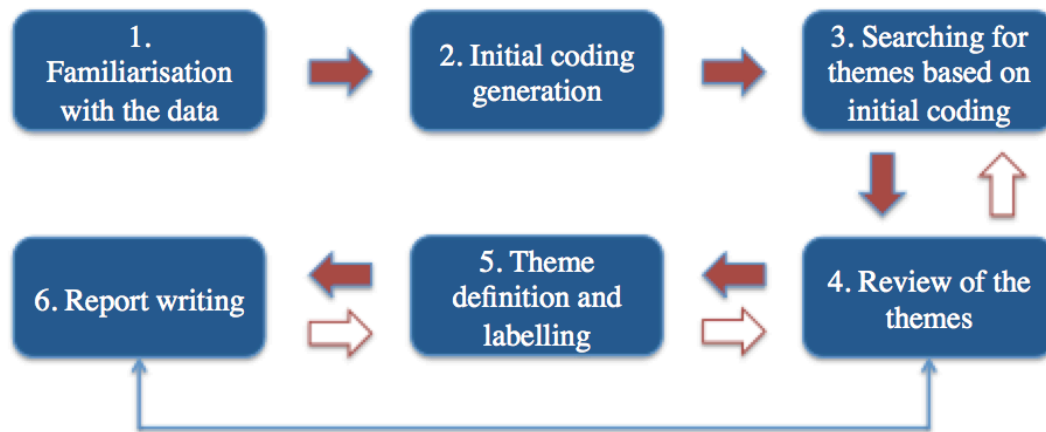 1.
Familiarisation
with the data
2. Initial coding
generation
3. Searching for
themes based on
initial coding
6. Report writing
5. Theme
definition and
labelling
4. Review of the
themes